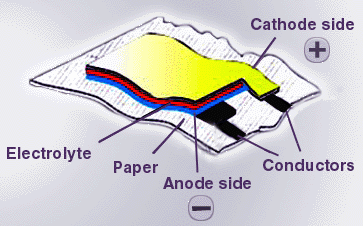 Cathode side
+
Electrolyte
Paper
Anode side
−
Conductors